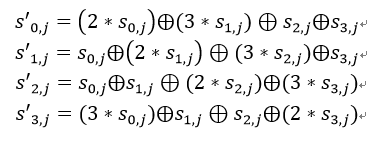 s′₀,ⱼ = (2 * s₀,ⱼ)⊕(3 * s₁,ⱼ) ⊕ s₂,ⱼ⊕s₃,ⱼ↵
s′₁,ⱼ = s₀,ⱼ⊕(2 * s₁,ⱼ) ⊕ (3 * s₂,ⱼ)⊕s₃,ⱼ↵
s′₂,ⱼ = s₀,ⱼ⊕s₁,ⱼ ⊕ (2 * s₂,ⱼ)⊕(3 * s₃,ⱼ)↵
s′₃,ⱼ = (3 * s₀,ⱼ)⊕s₁,ⱼ ⊕ s₂,ⱼ⊕(2 * s₃,ⱼ)↵